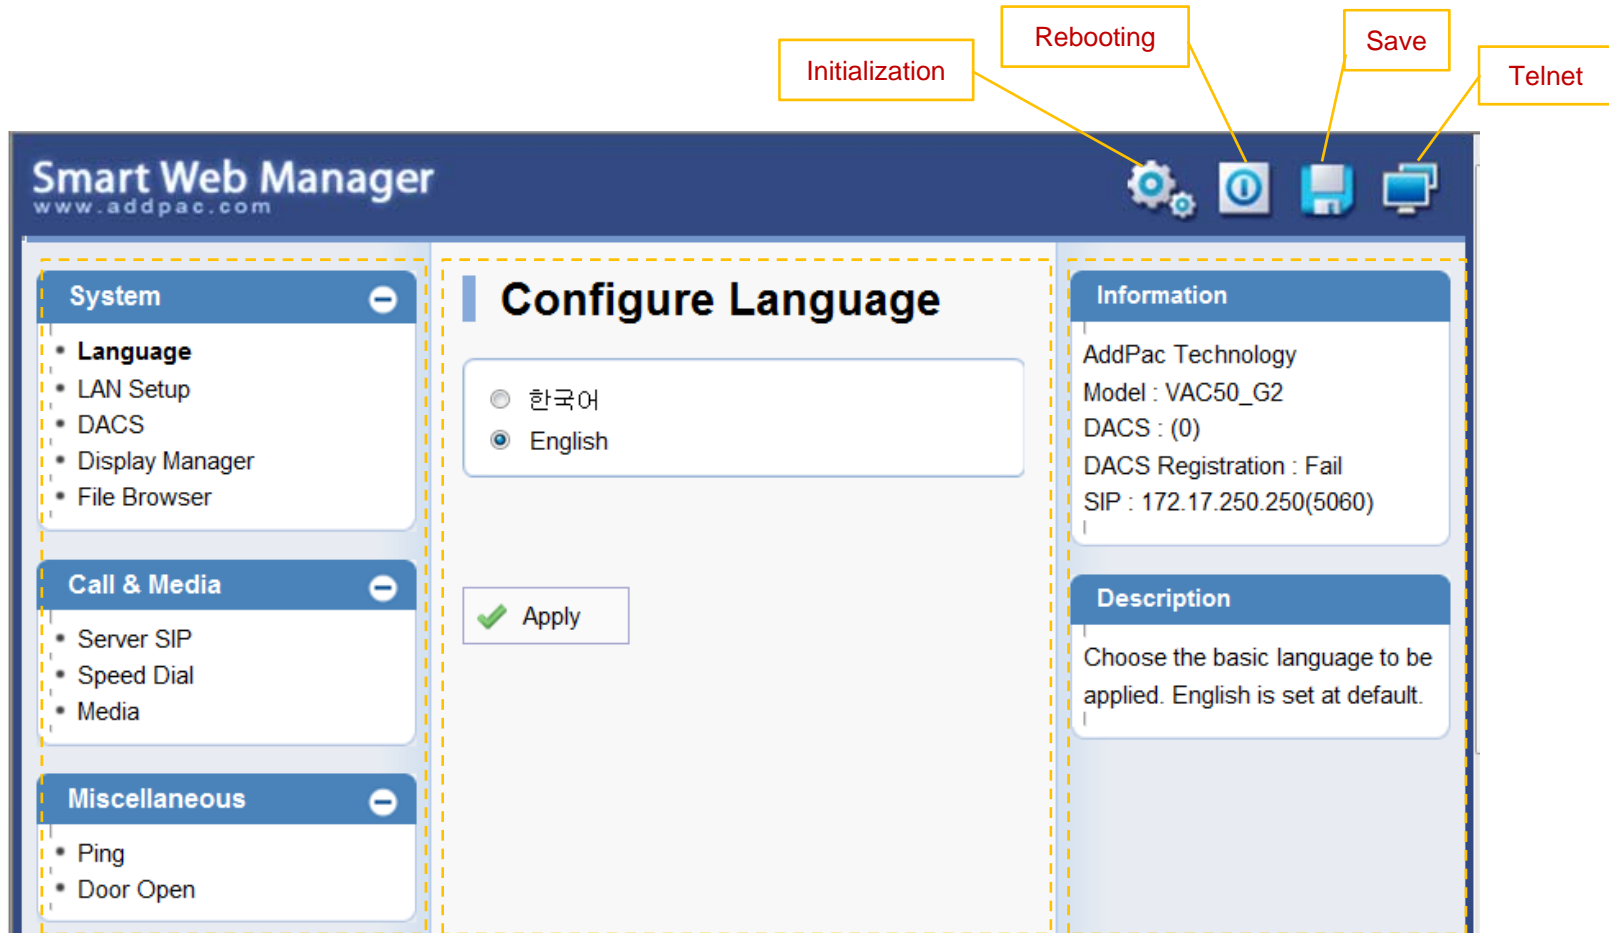 Rebooting
Save
Initialization
Telnet
Smart Web Manager
www.addpac.com
System
Language
LAN Setup
DACS
Display Manager
File Browser
Call & Media
Server SIP
Speed Dial
Media
Miscellaneous
Ping
Door Open
Configure Language
한국어
English
Apply
Information
AddPac Technology
Model : VAC50_G2
DACS : (0)
DACS Registration : Fail
SIP : 172.17.250.250(5060)
Description
Choose the basic language to be
applied. English is set at default.